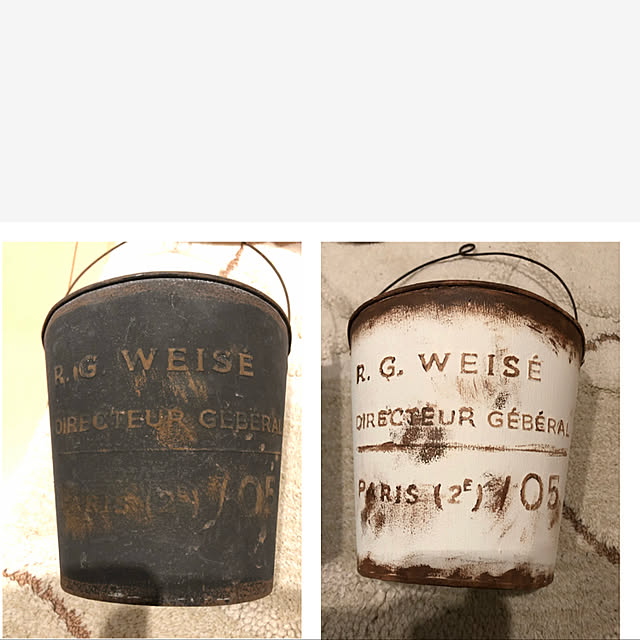 R. G. WEISÉ
DIRECTEUR GÉBÉRAL
PARIS (2E) / 05
R. G. WEISÉ
DIRECTEUR GÉBÉRAL
PARIS (2E) / 05